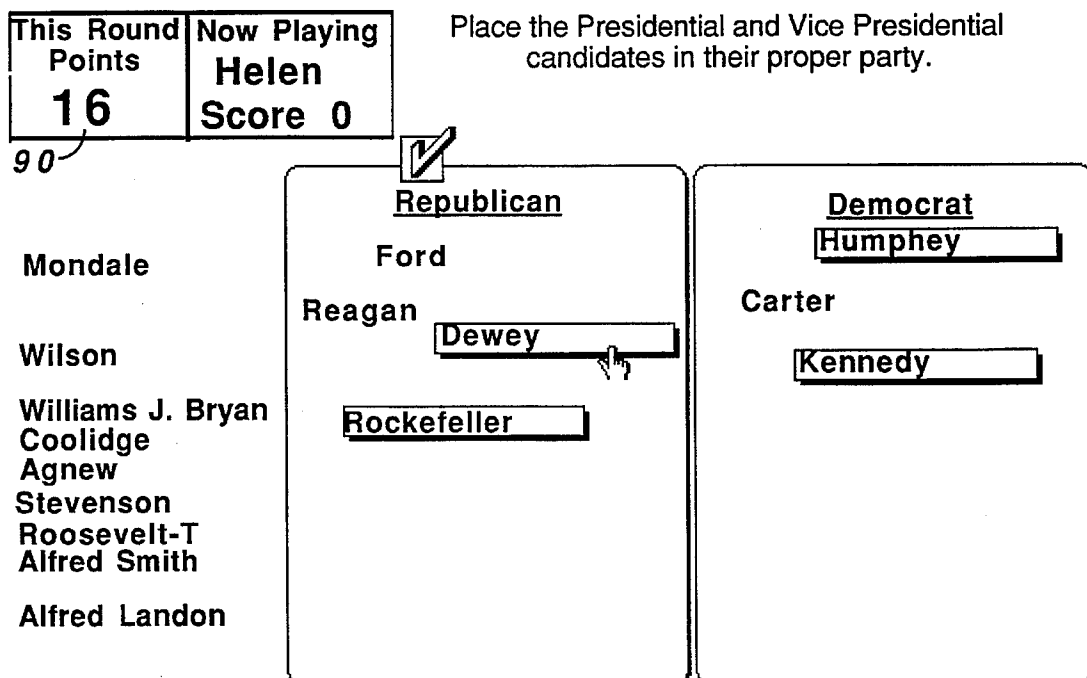 This Round
Points
16
Now Playing
Helen
Score 0
90
Place the Presidential and Vice Presidential
candidates in their proper party.
Mondale
Wilson
Williams J. Bryan
Coolidge
Agnew
Stevenson
Roosevelt-T
Alfred Smith
Alfred Landon
Republican
Ford
Reagan
Dewey
Rockefeller
Democrat
Humphey
Carter
Kennedy